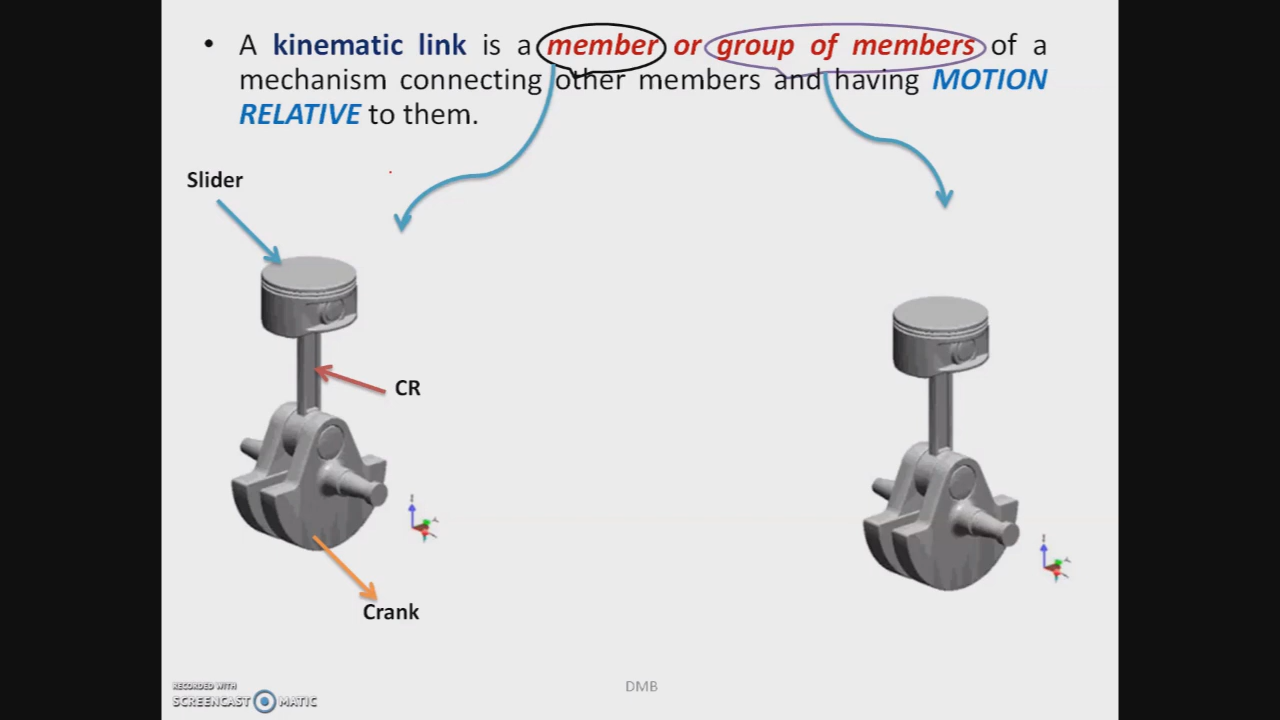 • A kinematic link is a member or group of members of a
mechanism connecting other members and having MOTION
RELATIVE to them.
Slider
CR
Crank
DMB
RECORDED WITH
SCREENCAST MATIC